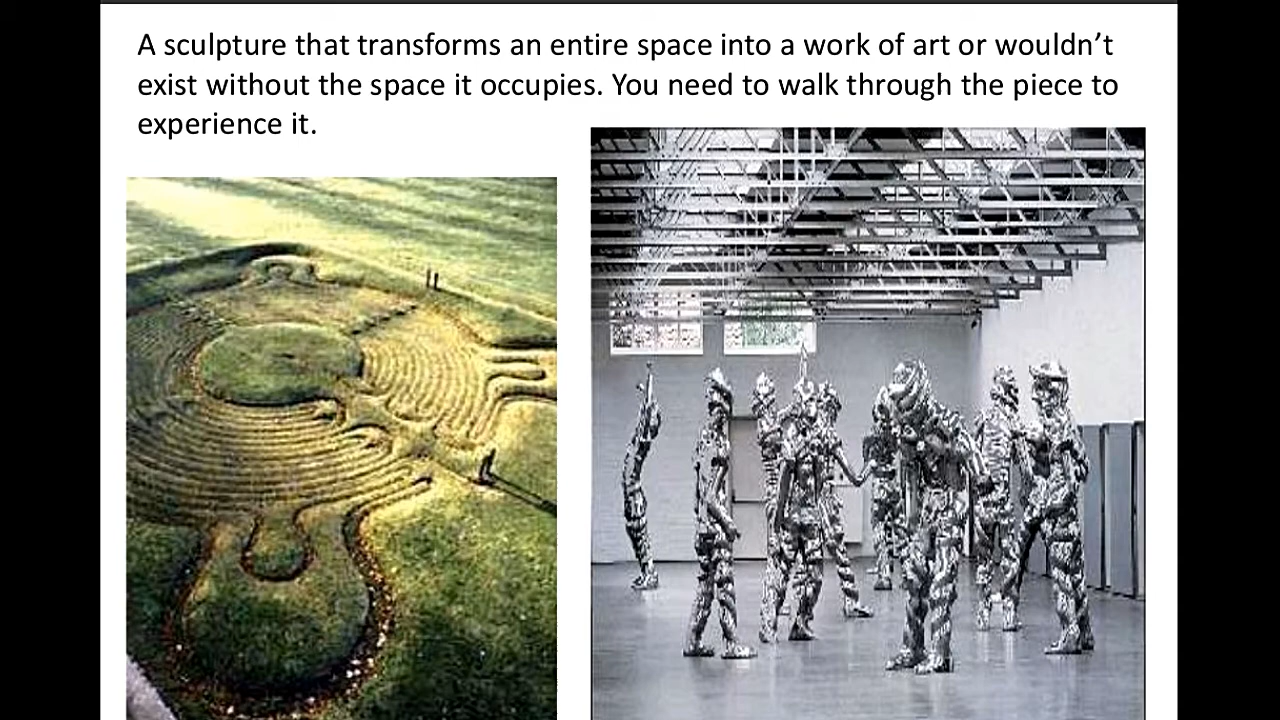 A sculpture that transforms an entire space into a work of art or wouldn’t
exist without the space it occupies. You need to walk through the piece to
experience it.